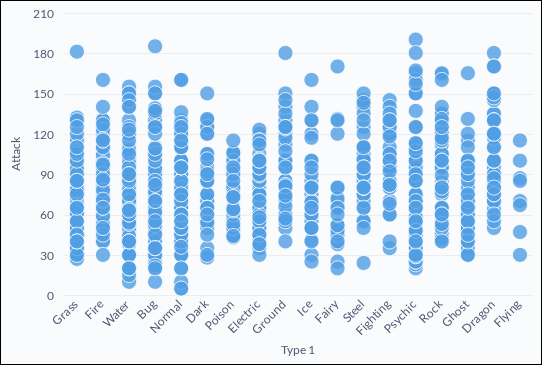 210
180
150
120
90
60
30
0
Attack
Grass
Fire
Water
Bug
Normal
Dark
Poison
Electric
Ground
Ice
Fairy
Steel
Fighting
Psychic
Rock
Ghost
Dragon
Flying
Type 1